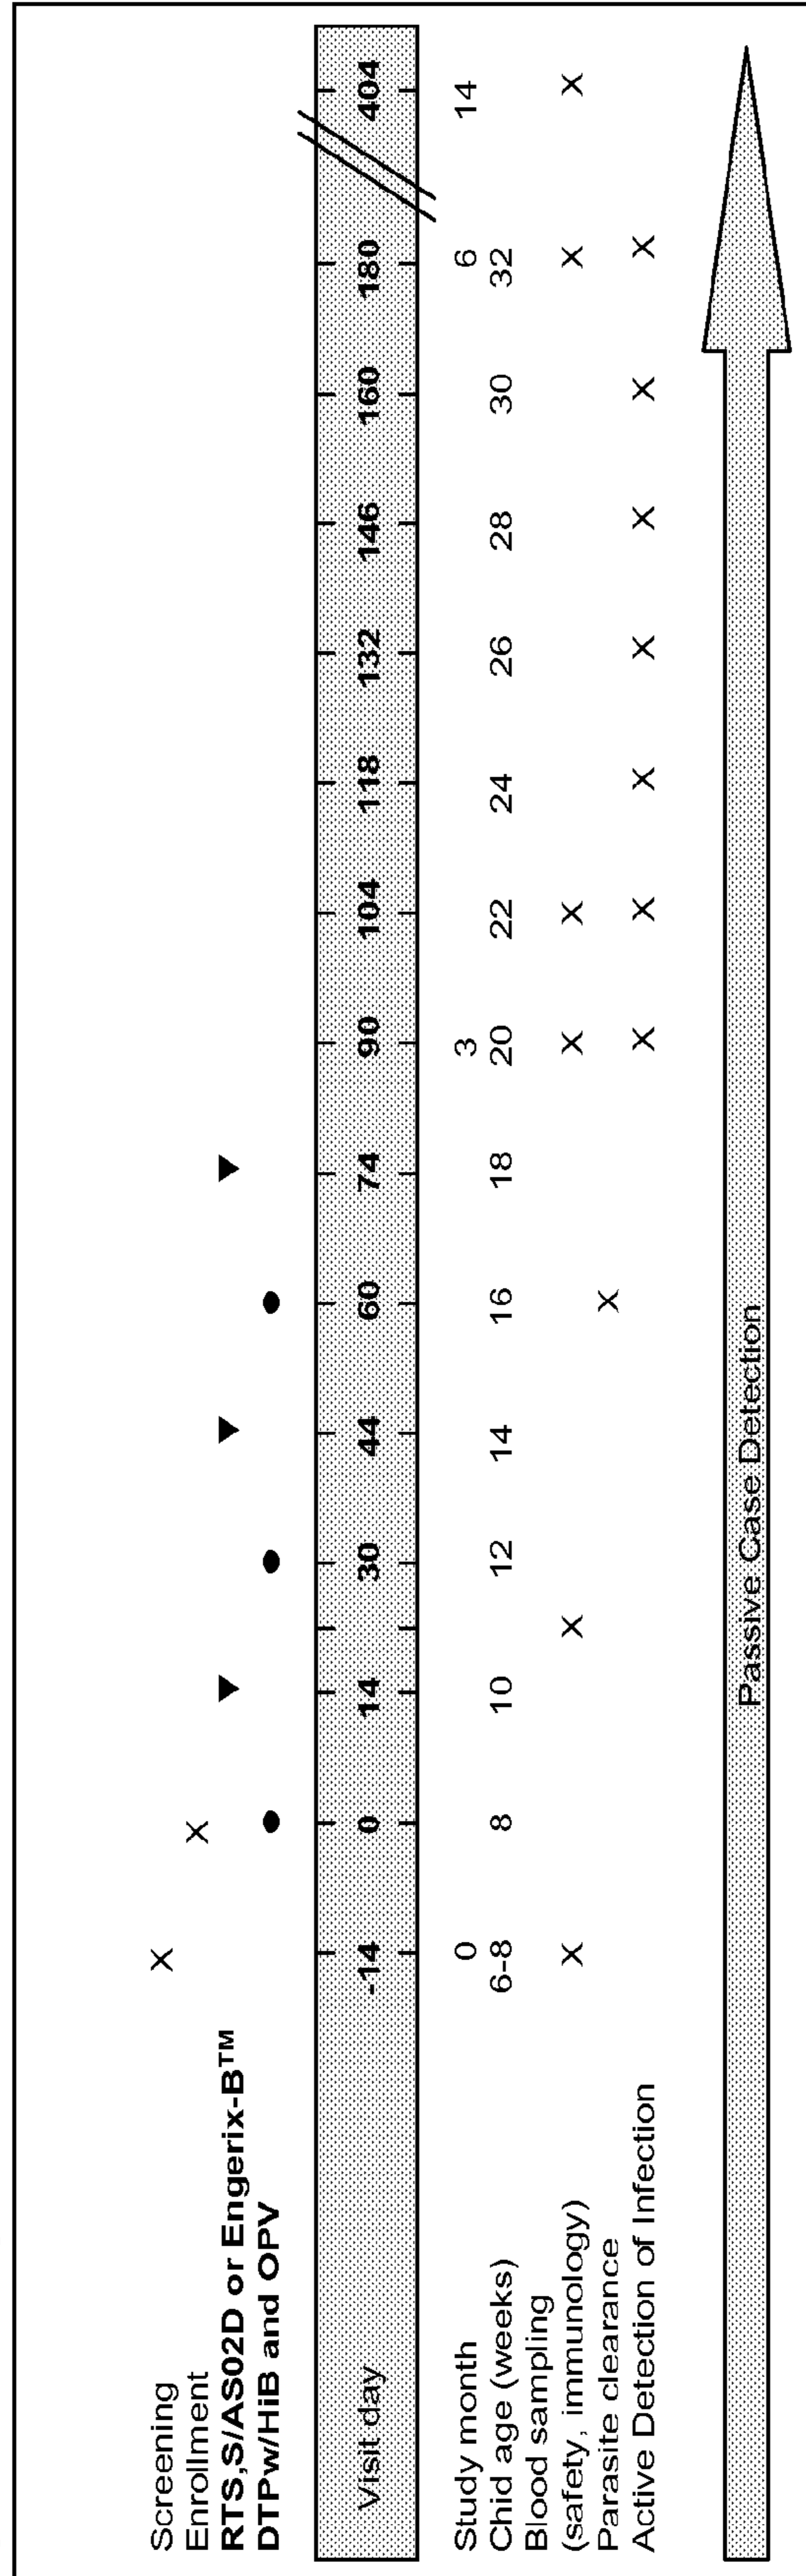 Screening X
Enrollment X
RTS,S/AS02D or Engerix-B™
DTPw/HiB and OPV
Visit day -14 0 14 30 44 60 74 90 104 118 132 146 160 180 404
Study month 0 3 6 14
Chid age (weeks) 6-8 8 10 12 14 16 18 20 22 24 26 28 30 32
Blood sampling
(safety, immunology) X X X X X X
Parasite clearance X
Active Detection of Infection X X X X X X X
Passive Case Detection